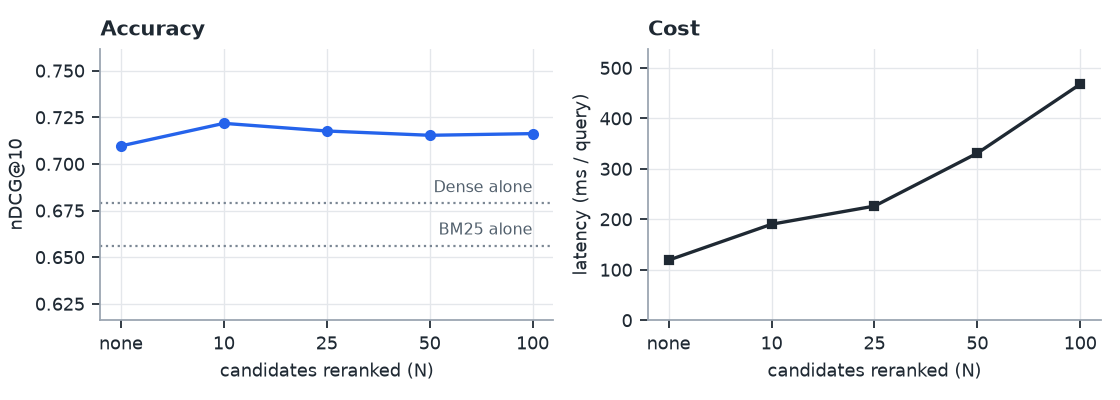 Accuracy
nDCG@10
0.750
0.725
0.700
0.675
0.650
0.625
Dense alone
BM25 alone
none 10 25 50 100
candidates reranked (N)
Cost
latency (ms / query)
500
400
300
200
100
0
none 10 25 50 100
candidates reranked (N)